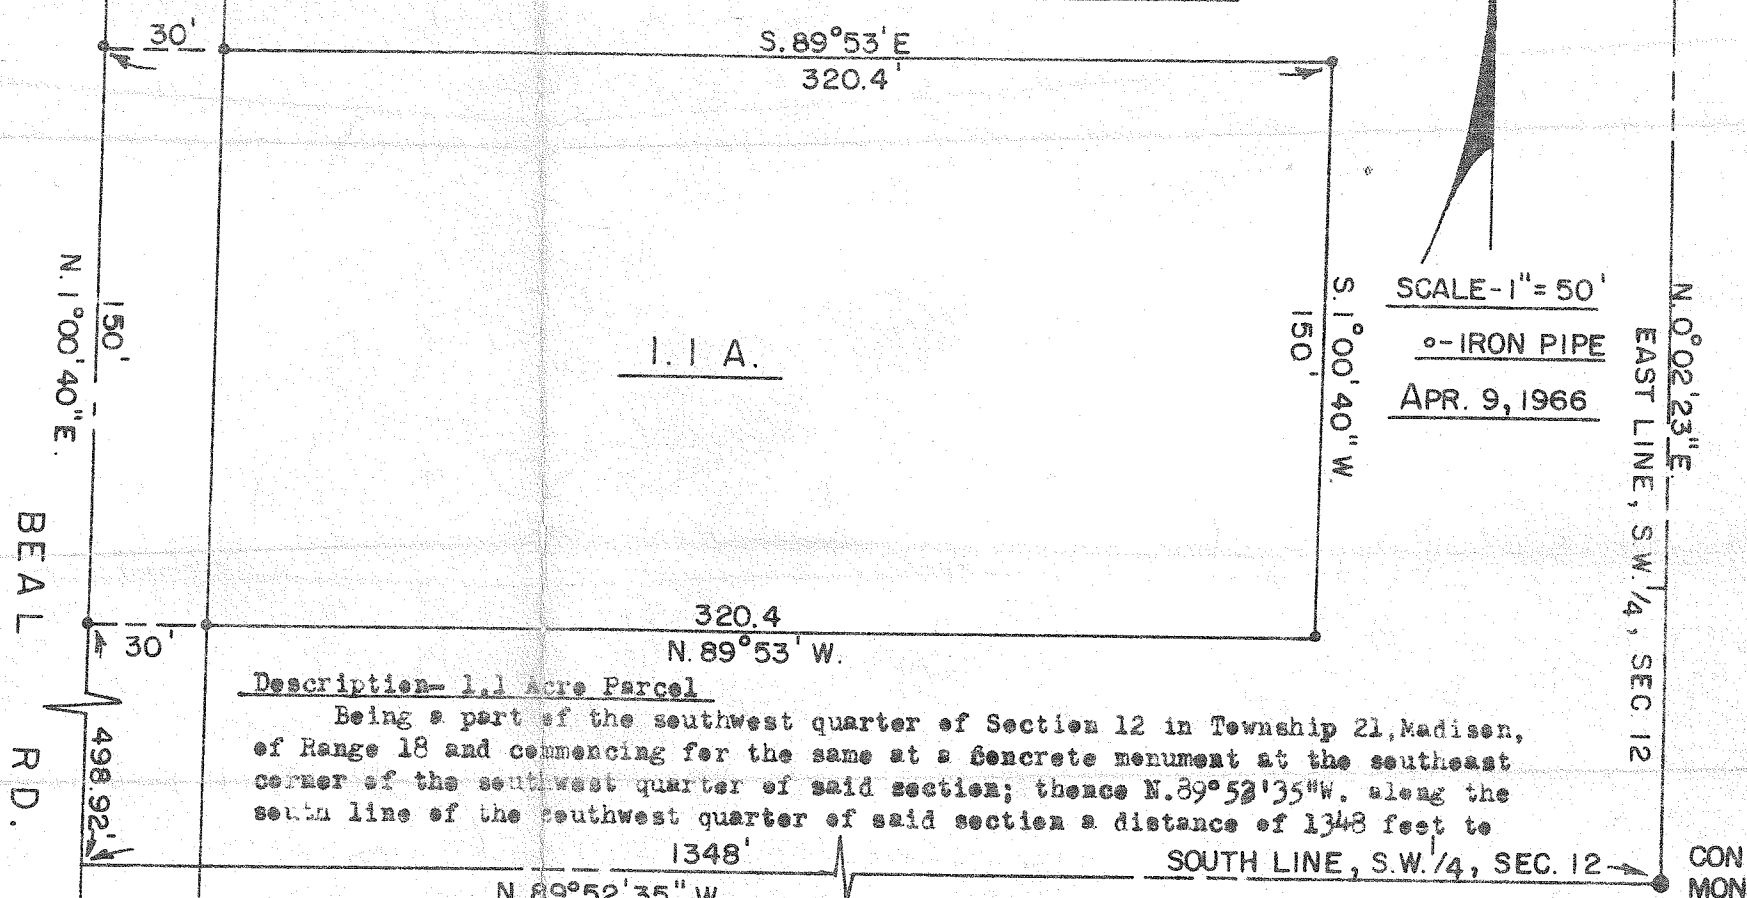 30'
S. 89°53' E
320.4'
N. 1°00'40" E.
150'
1.1 A.
S. 1°00'40" W.
150'
SCALE-1"= 50'
o-IRON PIPE
APR. 9, 1966
N. 0°02'23" E.
EAST LINE, S.W. 1/4, SEC. 12
BEAL RD.
30'
320.4
N. 89°53' W.
498.92'
Description- 1.1 Acre Parcel
Being a part of the southwest quarter of Section 12 in Township 21, Madison,
of Range 18 and commencing for the same at a Concrete monument at the southeast
corner of the southwest quarter of said section; thence N.89°52'35"W. along the
south line of the southwest quarter of said section a distance of 1348 feet to
1348'
N. 89°52'35" W.
SOUTH LINE, S.W. 1/4, SEC. 12
CON
MON